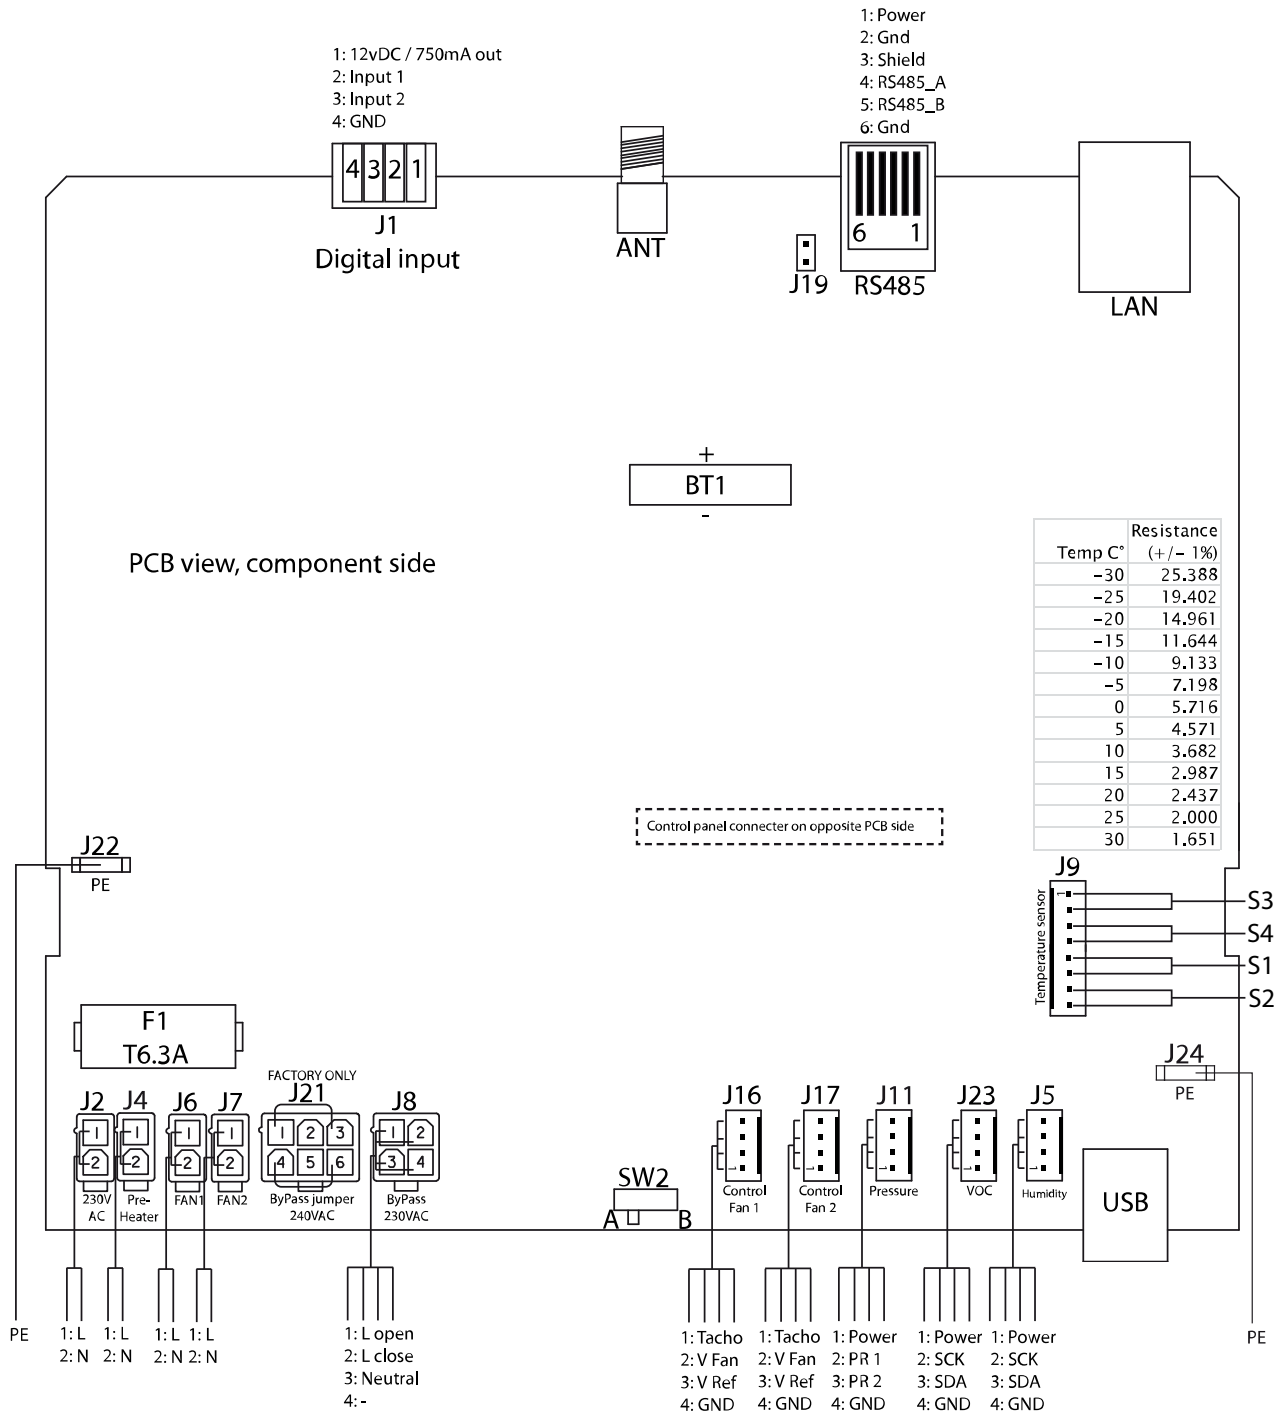 1: Power
2: Gnd
3: Shield
4: RS485_A
5: RS485_B
6: Gnd
1: 12vDC / 750mA out
2: Input 1
3: Input 2
4: GND
4 3 2 1
J1
Digital input
ANT
J19
6 1
RS485
LAN
+
BT1
-
PCB view, component side
Temp C° Resistance (+/- 1%)
-30 25.388
-25 19.402
-20 14.961
-15 11.644
-10 9.133
-5 7.198
0 5.716
5 4.571
10 3.682
15 2.987
20 2.437
25 2.000
30 1.651
Control panel connecter on opposite PCB side
J22
PE
J9
1
Temperature sensor
S3
S4
S1
S2
F1
T6.3A
J24
PE
FACTORY ONLY
J2 J4 J6 J7 J21 J8
1 1 1 1 1 2 3 1 2
2 2 2 2 4 5 6 3 4
230V AC
Pre-Heater
FAN1
FAN2
ByPass jumper
240VAC
ByPass
230VAC
SW2
A B
J16 J17 J11 J23 J5
1 1 1 1 1
Control
Fan 1
Control
Fan 2
Pressure
VOC
Humidity
USB
PE
1: L
2: N
1: L
2: N
1: L
2: N
1: L
2: N
1: L open
2: L close
3: Neutral
4: -
1: Tacho
2: V Fan
3: V Ref
4: GND
1: Tacho
2: V Fan
3: V Ref
4: GND
1: Power
2: PR 1
3: PR 2
4: GND
1: Power
2: SCK
3: SDA
4: GND
1: Power
2: SCK
3: SDA
4: GND
PE